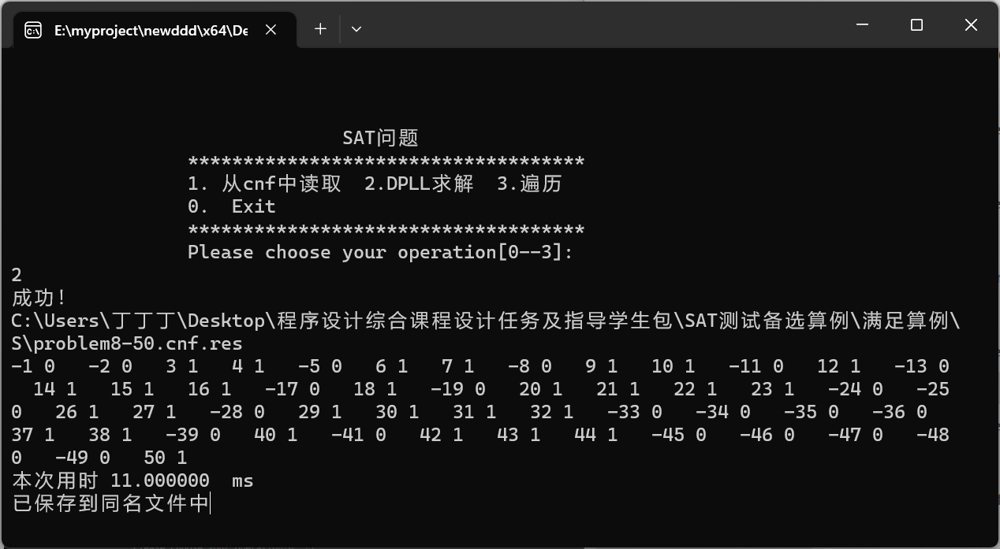 E:\myproject\newddd\x64\De
SAT问题
************************************
1. 从cnf中读取  2.DPLL求解  3.遍历
0.  Exit
************************************
Please choose your operation[0--3]:
2
成功!
C:\Users\丁丁丁\Desktop\程序设计综合课程设计任务及指导学生包\SAT测试备选算例\满足算例\
S\problem8-50.cnf.res
-1 0   -2 0   3 1   4 1   -5 0   6 1   7 1   -8 0   9 1   10 1   -11 0   12 1   -13 0
14 1   15 1   16 1   -17 0   18 1   -19 0   20 1   21 1   22 1   23 1   -24 0   -25
0   26 1   27 1   -28 0   29 1   30 1   31 1   32 1   -33 0   -34 0   -35 0   -36 0
37 1   38 1   -39 0   40 1   -41 0   42 1   43 1   44 1   -45 0   -46 0   -47 0   -48
0   -49 0   50 1
本次用时 11.000000  ms
已保存到同名文件中